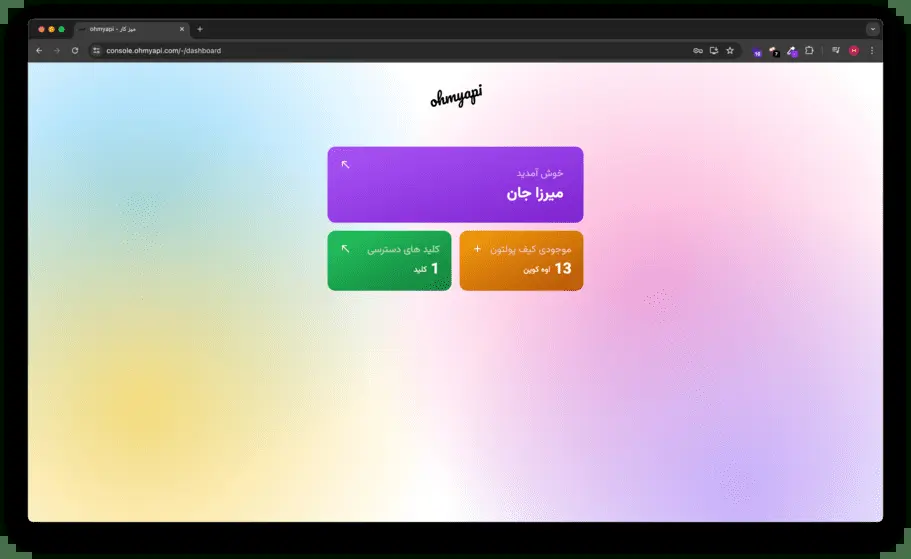 میز کار - ohmyapi
console.ohmyapi.com/-/dashboard
ohmyapi
خوش آمدید
میرزا جان
موجودی کیف پولتون
13 اوه کوین
کلید های دسترسی
1 کلید